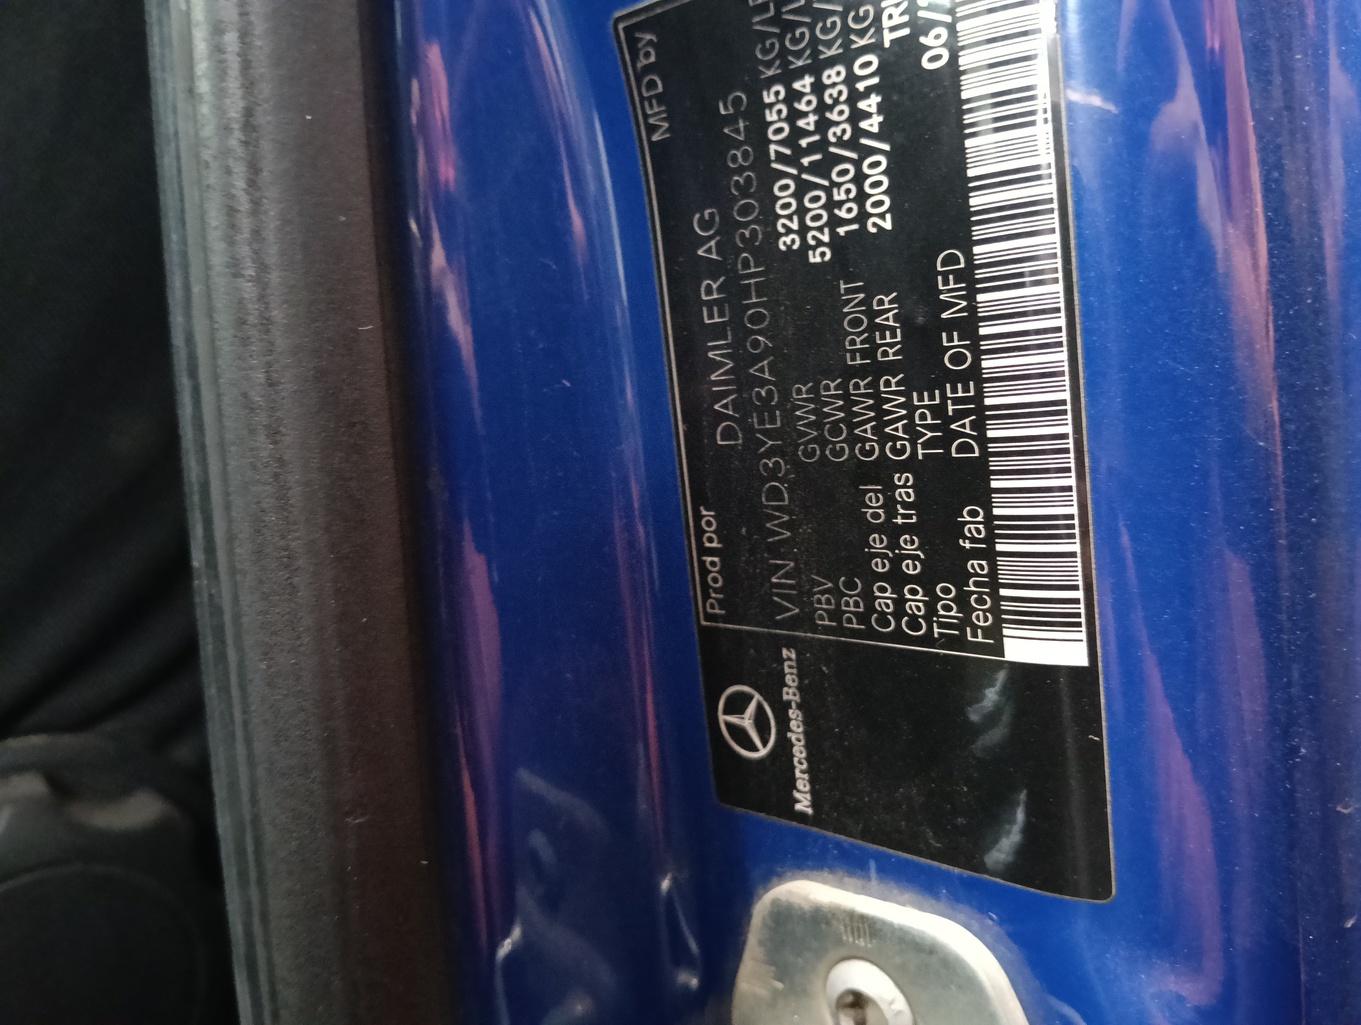 Mercedes-Benz
Prod por DAIMLER AG MFD by
VIN WD3YE3A90HP303845
PBV GVWR 3200/7055 KG/
PBC GCWR 5200/11464 KG/
Cap eje del GAWR FRONT 1650/3638 KG/
Cap eje tras GAWR REAR 2000/4410 KG
Tipo TYPE
Fecha fab DATE OF MFD 06/